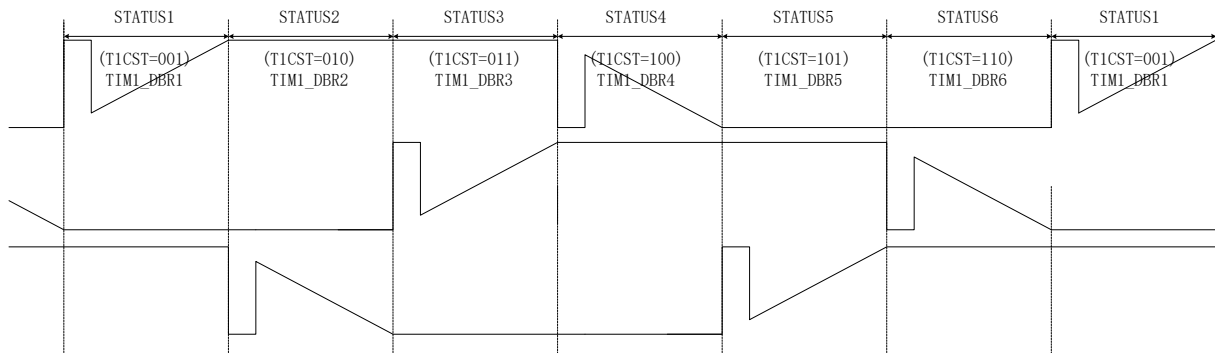 STATUS1 STATUS2 STATUS3 STATUS4 STATUS5 STATUS6 STATUS1
(T1CST=001) (T1CST=010) (T1CST=011) (T1CST=100) (T1CST=101) (T1CST=110) (T1CST=001)
TIM1_DBR1 TIM1_DBR2 TIM1_DBR3 TIM1_DBR4 TIM1_DBR5 TIM1_DBR6 TIM1_DBR1